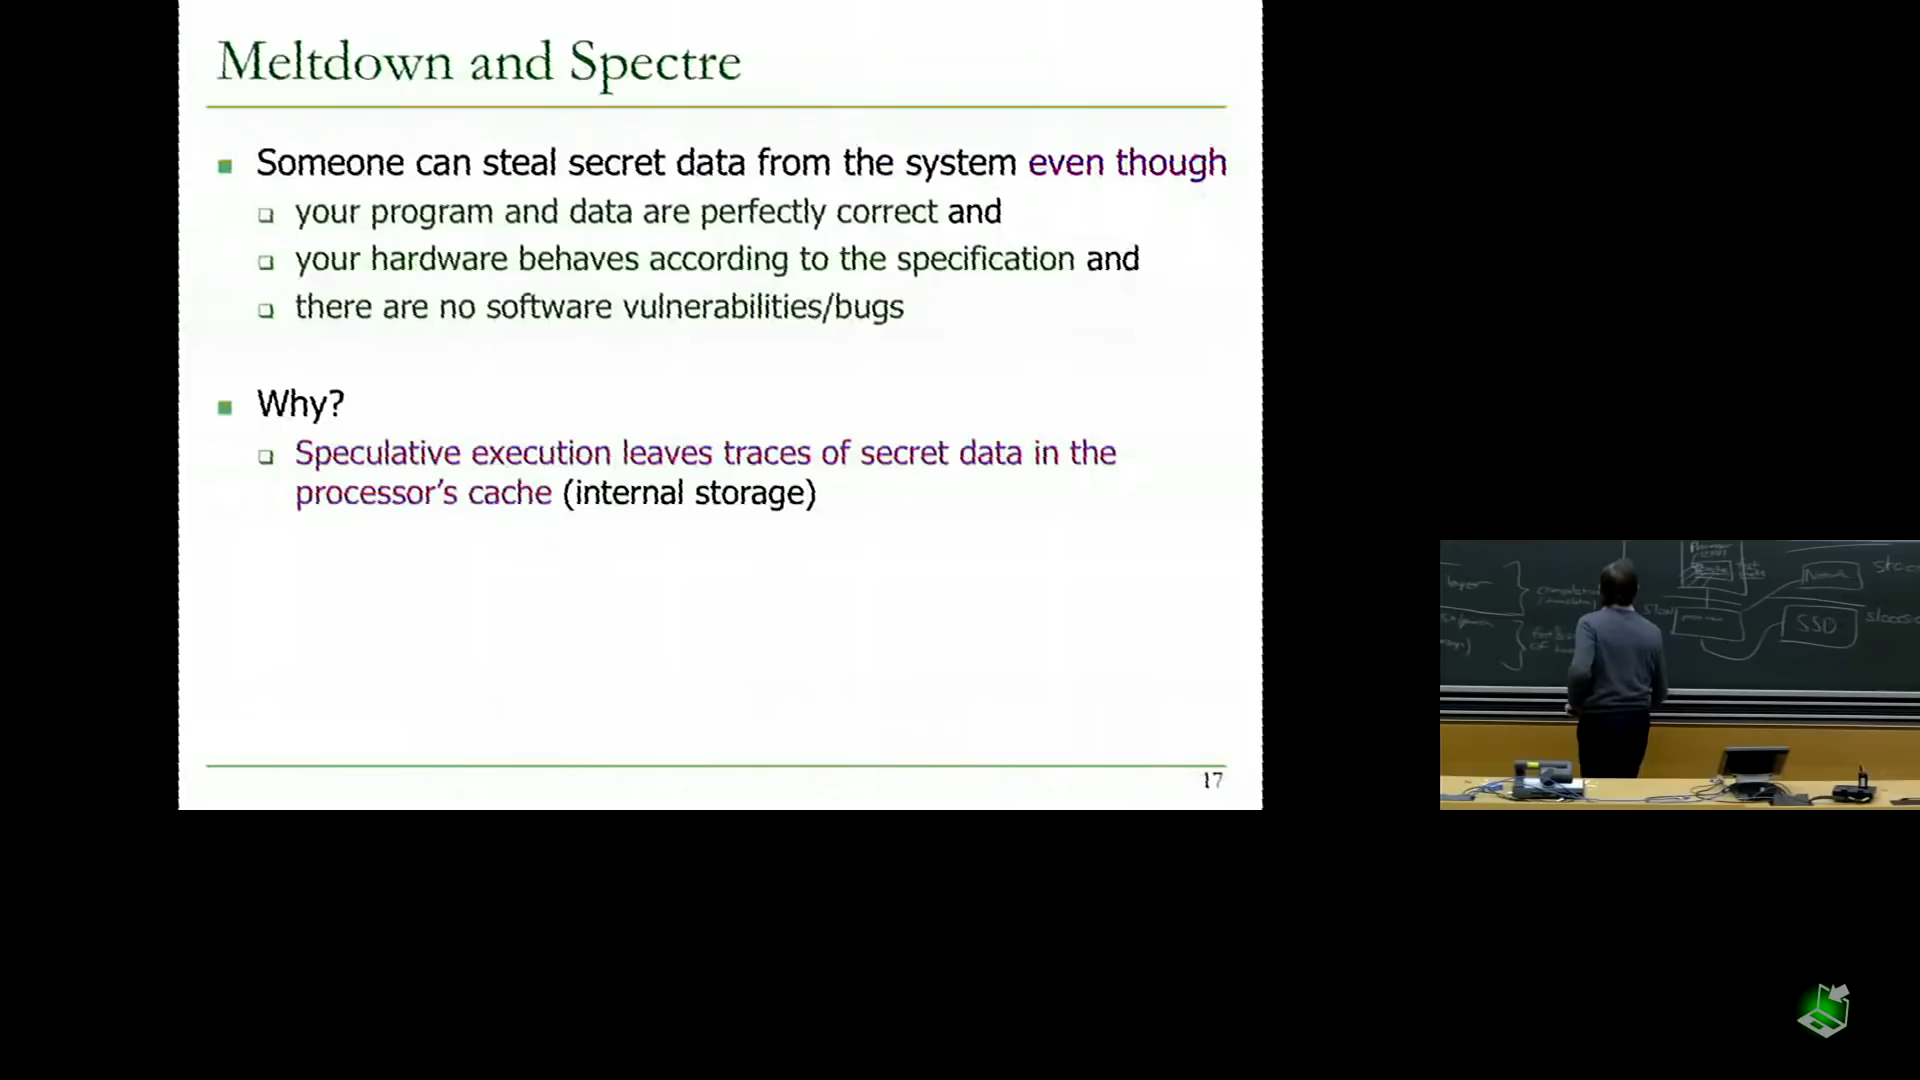 Meltdown and Spectre
Someone can steal secret data from the system even though
your program and data are perfectly correct and
your hardware behaves according to the specification and
there are no software vulnerabilities/bugs
Why?
Speculative execution leaves traces of secret data in the
processor's cache (internal storage)
17
SSD